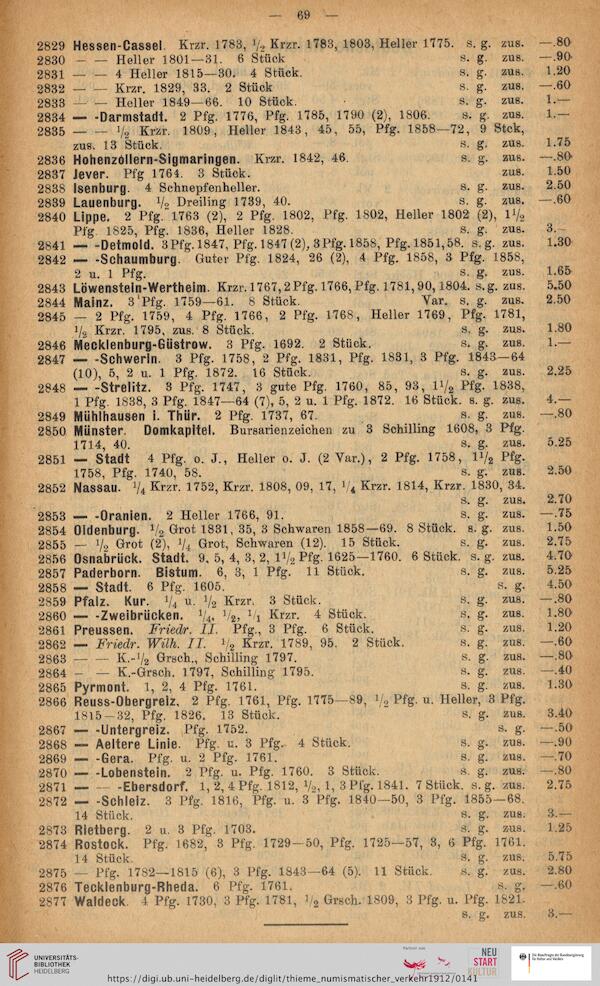 — 69 —
2829 Hessen-Cassel. Krzr. 1783, 1/2 Krzr. 1783, 1803, Heller 1775. s. g. zus. —.80
2830 — — Heller 1801—31. 6 Stück s. g. zus. —.90
2831 — — 4 Heller 1815—30. 4 Stück. s. g. zus. 1.20
2832 — — Krzr. 1829, 33. 2 Stück s. g. zus. —.60
2833 — — Heller 1849—66. 10 Stück. s. g. zus. 1.—
2834 — -Darmstadt. 2 Pfg. 1776, Pfg. 1785, 1790 (2), 1806. s. g. zus. 1.—
2835 — — 1/2 Krzr. 1809, Heller 1843, 45, 55, Pfg. 1858—72, 9 Stck,
zus. 13 Stück. s. g. zus. 1.75
2836 Hohenzollern-Sigmaringen. Krzr. 1842, 46. s. g. zus. —.80
2837 Jever. Pfg 1764. 3 Stück. zus. 1.50
2838 Isenburg. 4 Schnepfenheller. s. g. zus. 2.50
2839 Lauenburg. 1/2 Dreiling 1739, 40. s. g. zus. —.60
2840 Lippe. 2 Pfg. 1763 (2), 2 Pfg. 1802, Pfg. 1802, Heller 1802 (2), 1 1/2
Pfg. 1825, Pfg. 1836, Heller 1828. s. g. zus. 3.—
2841 — -Detmold. 3 Pfg. 1847, Pfg. 1847 (2), 3 Pfg. 1858, Pfg. 1851, 58. s. g. zus. 1.30
2842 — -Schaumburg. Guter Pfg. 1824, 26 (2), 4 Pfg. 1858, 3 Pfg. 1858,
2 u. 1 Pfg. s. g. zus. 1.65
2843 Löwenstein-Wertheim. Krzr. 1767, 2 Pfg. 1766, Pfg. 1781, 90, 1804. s. g. zus. 5.50
2844 Mainz. 3 Pfg. 1759—61. 8 Stück. Var. s. g. zus. 2.50
2845 — 2 Pfg. 1759, 4 Pfg. 1766, 2 Pfg. 1768, Heller 1769, Pfg. 1781,
1/2 Krzr. 1795, zus. 8 Stück. s. g. zus. 1.80
2846 Mecklenburg-Güstrow. 3 Pfg. 1692. 2 Stück. s. g. zus. 1.—
2847 — -Schwerin. 3 Pfg. 1758, 2 Pfg. 1831, Pfg. 1831, 3 Pfg. 1843—64
(10), 5, 2 u. 1 Pfg. 1872. 16 Stück. s. g. zus. 2.25
2848 — -Strelitz. 3 Pfg. 1747, 3 gute Pfg. 1760, 85, 93, 1 1/2 Pfg. 1838,
1 Pfg. 1838, 3 Pfg. 1847—64 (7), 5, 2 u. 1 Pfg. 1872. 16 Stück. s. g. zus. 4.—
2849 Mühlhausen i. Thür. 2 Pfg. 1737, 67. s. g. zus. —.80
2850 Münster. Domkapitel. Bursarienzeichen zu 3 Schilling 1608, 3 Pfg.
1714, 40. s. g. zus. 5.25
2851 — Stadt 4 Pfg. o. J., Heller o. J. (2 Var.), 2 Pfg. 1758, 1 1/2 Pfg.
1758, Pfg. 1740, 58. s. g. zus. 2.50
2852 Nassau. 1/4 Krzr. 1752, Krzr. 1808, 09, 17, 1/4 Krzr. 1814, Krzr. 1830, 34.
s. g. zus. 2.70
2853 — -Oranien. 2 Heller 1766, 91. s. g. zus. —.75
2854 Oldenburg. 1/2 Grot 1831, 35, 3 Schwaren 1858—69. 8 Stück. s. g. zus. 1.50
2855 — 1/2 Grot (2), 1/4 Grot, Schwaren (12). 15 Stück. s. g. zus. 2.75
2856 Osnabrück. Stadt. 9, 5, 4, 3, 2, 1 1/2 Pfg. 1625—1760. 6 Stück. s. g. zus. 4.70
2857 Paderborn. Bistum. 6, 3, 1 Pfg. 11 Stück. s. g. zus. 5.25
2858 — Stadt. 6 Pfg. 1605. s. g. 4.50
2859 Pfalz. Kur. 1/4 u. 1/2 Krzr. 3 Stück. s. g. zus. —.80
2860 — -Zweibrücken. 1/4, 1/2, 1/1 Krzr. 4 Stück. s. g. zus. 1.80
2861 Preussen. Friedr. II. Pfg., 3 Pfg. 6 Stück. s. g. zus. 1.20
2862 — Friedr. Wilh. II. 1/2 Krzr. 1789, 95. 2 Stück. s. g. zus. —.60
2863 — — K.-1/2 Grsch., Schilling 1797. s. g. zus. —.80
2864 — — K.-Grsch. 1797, Schilling 1795. s. g. zus. —.40
2865 Pyrmont. 1, 2, 4 Pfg. 1761. s. g. zus. 1.30
2866 Reuss-Obergreiz. 2 Pfg. 1761, Pfg. 1775—89, 1/2 Pfg. u. Heller, 3 Pfg.
1815—32, Pfg. 1826. 13 Stück. s. g. zus. 3.40
2867 — -Untergreiz. Pfg. 1752. s. g. —.50
2868 — Aeltere Linie. Pfg. u. 3 Pfg. 4 Stück. s. g. zus. —.90
2869 — -Gera. Pfg. u. 2 Pfg. 1761. s. g. zus. —.70
2870 — -Lobenstein. 2 Pfg. u. Pfg. 1760. 3 Stück. s. g. zus. —.80
2871 — — -Ebersdorf. 1, 2, 4 Pfg. 1812, 1/2, 1, 3 Pfg. 1841. 7 Stück. s. g. zus. 2.75
2872 — -Schleiz. 3 Pfg. 1816, Pfg. u. 3 Pfg. 1840—50, 3 Pfg. 1855—68.
14 Stück. s. g. zus. 3.—
2873 Rietberg. 2 u. 3 Pfg. 1703. s. g. zus. 1.25
2874 Rostock. Pfg. 1682, 3 Pfg. 1729—50, Pfg. 1725—57, 3, 6 Pfg. 1761.
14 Stück. s. g. zus. 5.75
2875 — Pfg. 1782—1815 (6), 3 Pfg. 1843—64 (5). 11 Stück. s. g. zus. 2.80
2876 Tecklenburg-Rheda. 6 Pfg. 1761. s. g. —.60
2877 Waldeck. 4 Pfg. 1730, 3 Pfg. 1781, 1/2 Grsch. 1809, 3 Pfg. u. Pfg. 1821.
s. g. zus. 3.—
UNIVERSITÄTS-
BIBLIOTHEK
HEIDELBERG
NEU
START
KULTUR
https://digi.ub.uni-heidelberg.de/diglit/thieme_numismatischer_verkehr1912/0141